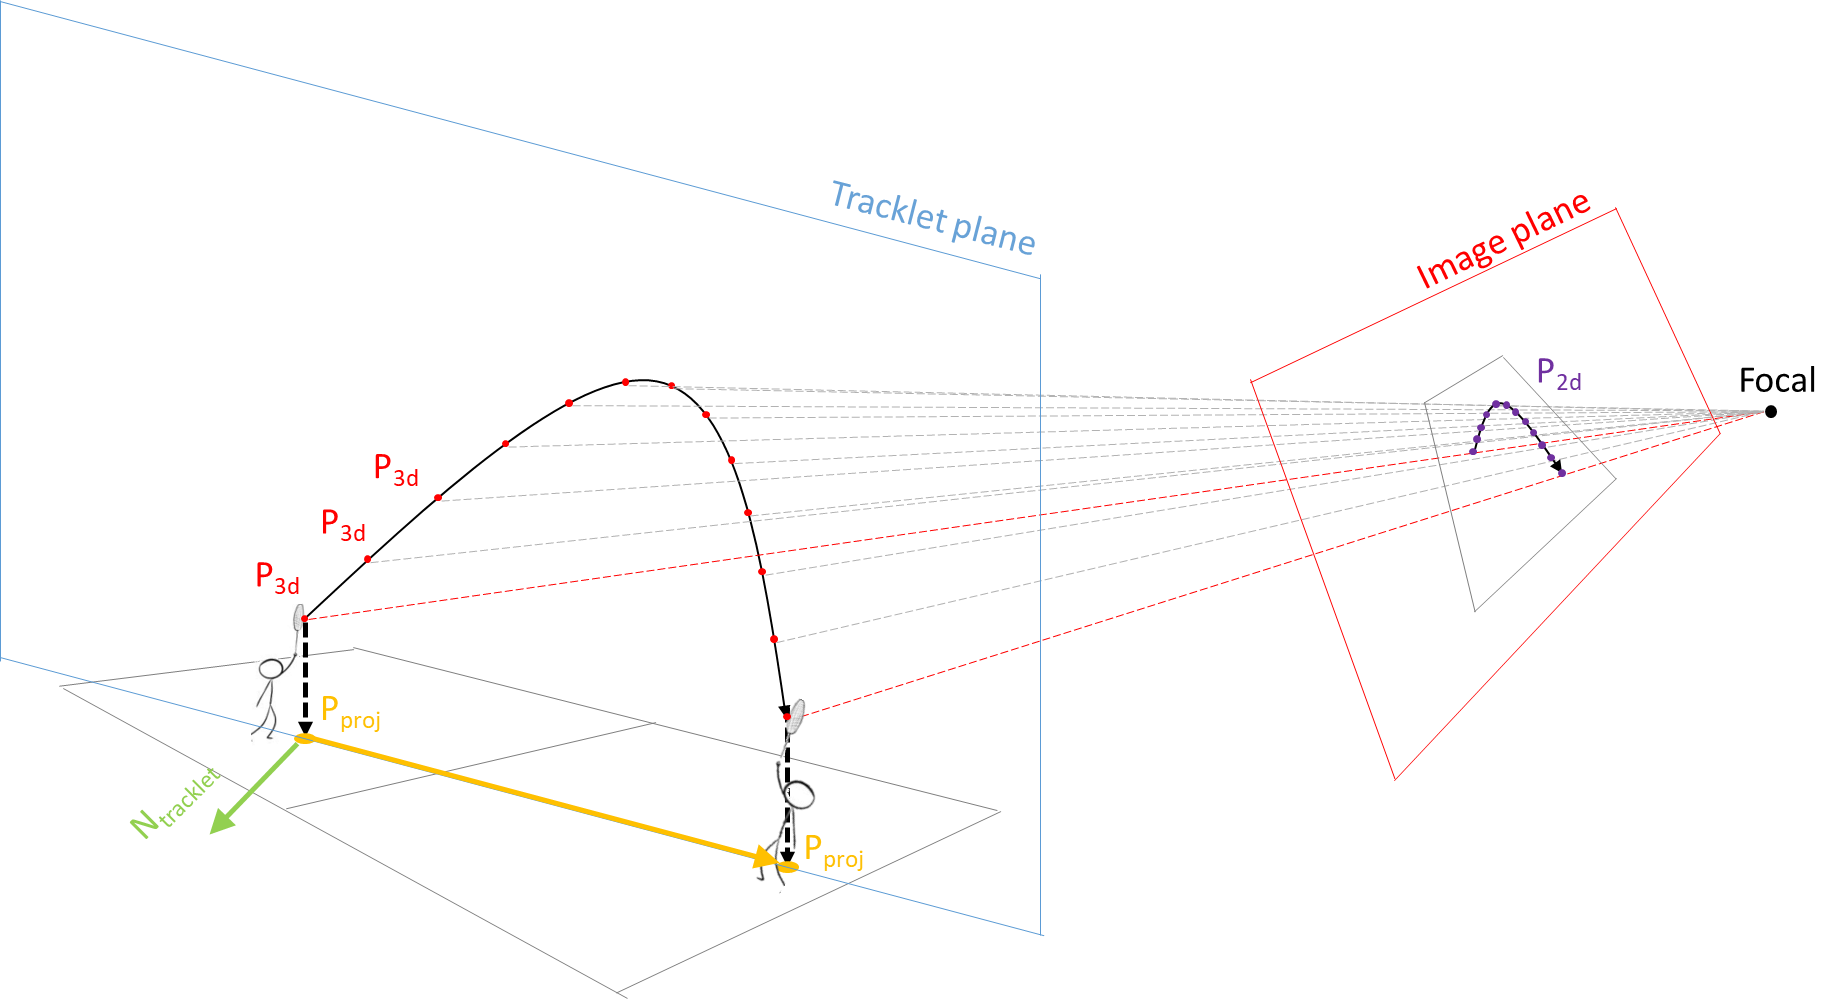 Tracklet plane
Image plane
P2d
Focal
P3d
P3d
P3d
Pproj
Ntracklet
Pproj